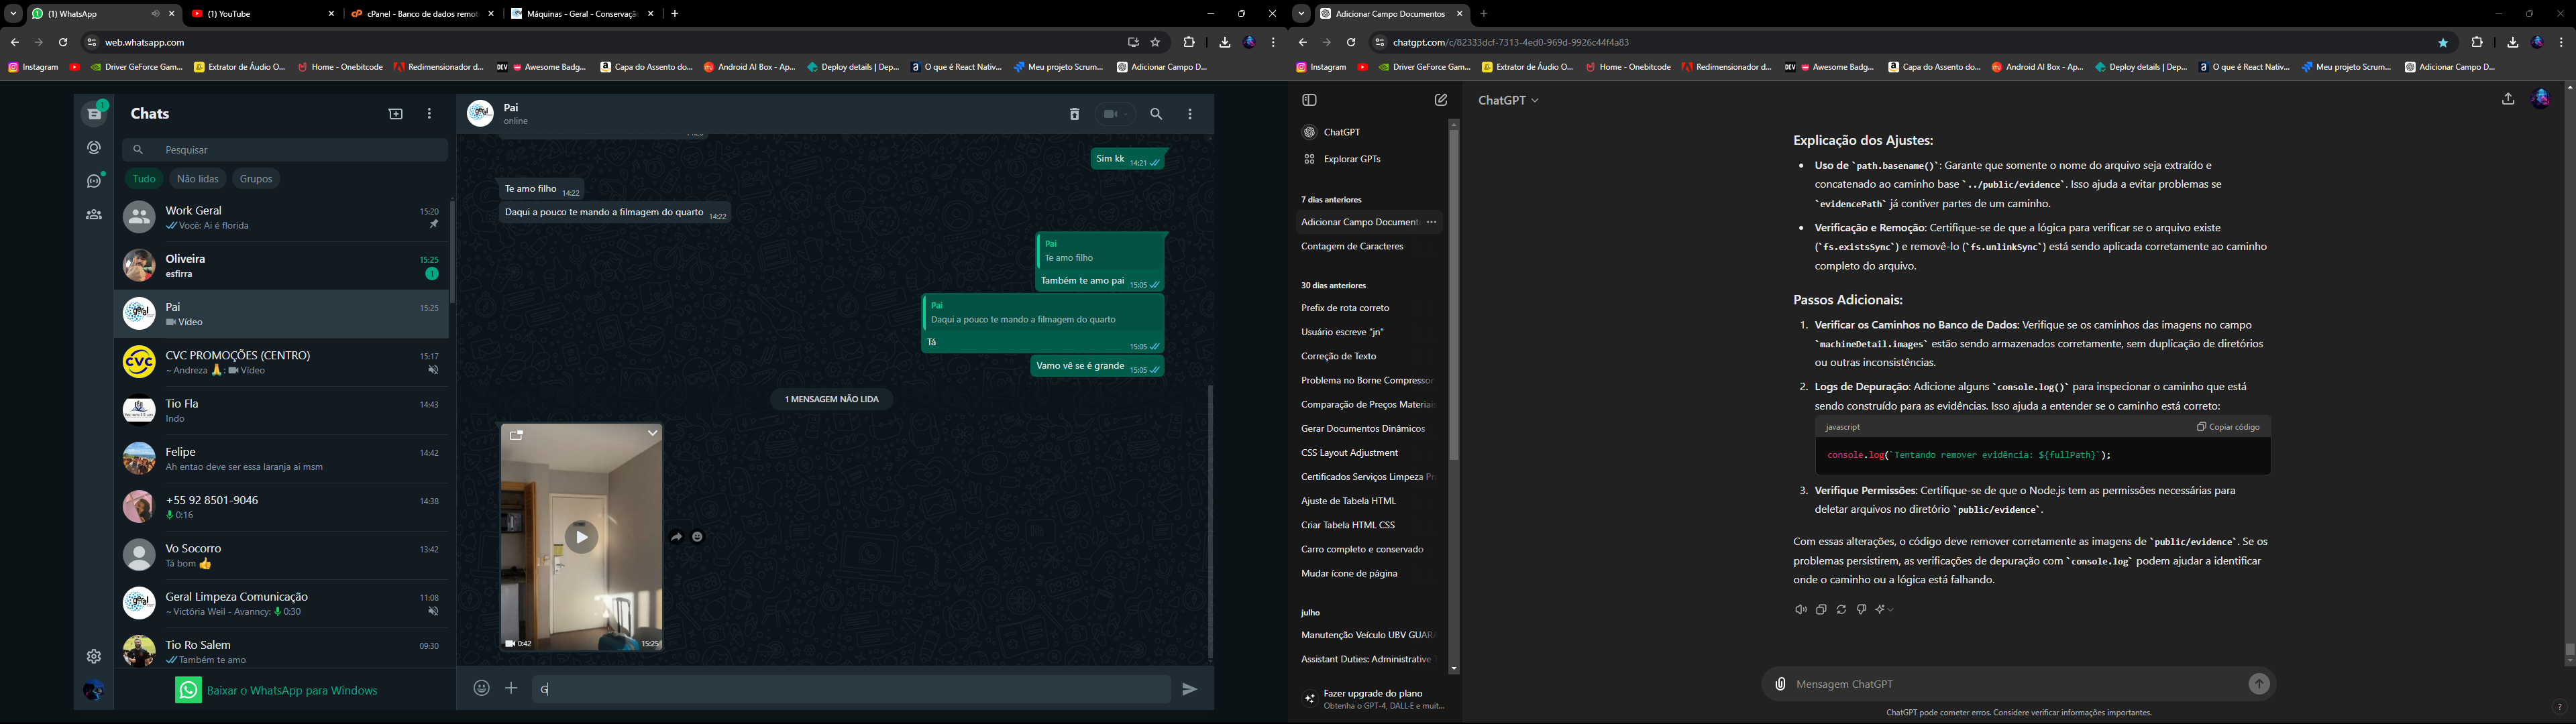 (1) WhatsApp
(1) YouTube
cPanel - Banco de dados remot
Máquinas - Geral - Conservação
web.whatsapp.com
Instagram
Driver GeForce Gam...
Extrator de Áudio O...
Home - Onebitcode
Redimensionador d...
DEV
Awesome Badg...
Capa do Assento do...
Android AI Box - Ap...
Deploy details | Dep...
O que é React Nativ...
Meu projeto Scrum...
Adicionar Campo D...
1
Chats
Pesquisar
Tudo
Não lidas
Grupos
Work Geral
15:20
Você: Ai é florida
Oliveira
15:25
esfirra
1
Pai
15:25
Vídeo
CVC PROMOÇÕES (CENTRO)
15:17
~ Andreza 🙏: Vídeo
Tio Fla
14:43
Indo
Felipe
14:42
Ah entao deve ser essa laranja ai msm
+55 92 8501-9046
14:38
0:16
Vo Socorro
13:42
Tá bom 👍
Geral Limpeza Comunicação
11:08
~ Victória Weil - Avanncy: 0:30
Tio Ro Salem
09:30
Também te amo
Baixar o WhatsApp para Windows
Pai
online
Sim kk 14:21
Te amo filho 14:22
Daqui a pouco te mando a filmagem do quarto 14:22
Pai
Te amo filho
Também te amo pai 15:05
Pai
Daqui a pouco te mando a filmagem do quarto
Tá 15:05
Vamo vê se é grande 15:05
1 MENSAGEM NÃO LIDA
0:42 15:25
G
Adicionar Campo Documentos
chatgpt.com/c/82333dcf-7313-4ed0-969d-9926c44f4a83
Instagram
Driver GeForce Gam...
Extrator de Áudio O...
Home - Onebitcode
Redimensionador d...
DEV
Awesome Badg...
Capa do Assento do...
Android AI Box - Ap...
Deploy details | Dep...
O que é React Nativ...
Meu projeto Scrum...
Adicionar Campo D...
ChatGPT
Explorar GPTs
7 dias anteriores
Adicionar Campo Document
Contagem de Caracteres
30 dias anteriores
Prefix de rota correto
Usuário escreve "jn"
Correção de Texto
Problema no Borne Compressor
Comparação de Preços Materiais
Gerar Documentos Dinâmicos
CSS Layout Adjustment
Certificados Serviços Limpeza Pr
Ajuste de Tabela HTML
Criar Tabela HTML CSS
Carro completo e conservado
Mudar ícone de página
julho
Manutenção Veículo UBV GUARA
Assistant Duties: Administrative
Fazer upgrade do plano
Obtenha o GPT-4, DALL·E e muit...
ChatGPT
Explicação dos Ajustes:
• Uso de `path.basename()`: Garante que somente o nome do arquivo seja extraído e
concatenado ao caminho base `../public/evidence`. Isso ajuda a evitar problemas se
`evidencePath` já contiver partes de um caminho.
• Verificação e Remoção: Certifique-se de que a lógica para verificar se o arquivo existe
(`fs.existsSync`) e removê-lo (`fs.unlinkSync`) está sendo aplicada corretamente ao caminho
completo do arquivo.
Passos Adicionais:
1. Verificar os Caminhos no Banco de Dados: Verifique se os caminhos das imagens no campo
`machineDetail.images` estão sendo armazenados corretamente, sem duplicação de diretórios
ou outras inconsistências.
2. Logs de Depuração: Adicione alguns `console.log()` para inspecionar o caminho que está
sendo construído para as evidências. Isso ajuda a entender se o caminho está correto:
javascript
Copiar código
console.log(`Tentando remover evidência: ${fullPath}`);
3. Verifique Permissões: Certifique-se de que o Node.js tem as permissões necessárias para
deletar arquivos no diretório `public/evidence`.
Com essas alterações, o código deve remover corretamente as imagens de `public/evidence`. Se os
problemas persistirem, as verificações de depuração com `console.log` podem ajudar a identificar
onde o caminho ou a lógica está falhando.
Mensagem ChatGPT
ChatGPT pode cometer erros. Considere verificar informações importantes.
?